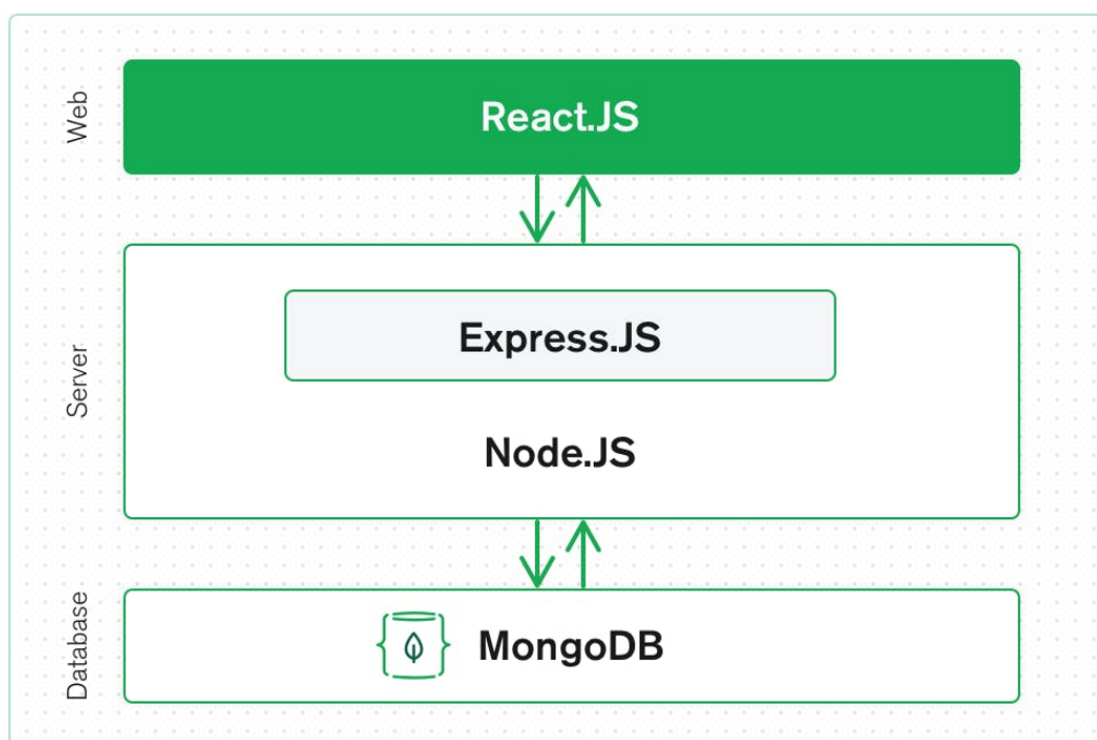 Web
React.JS
Server
Express.JS
Node.JS
Database
MongoDB